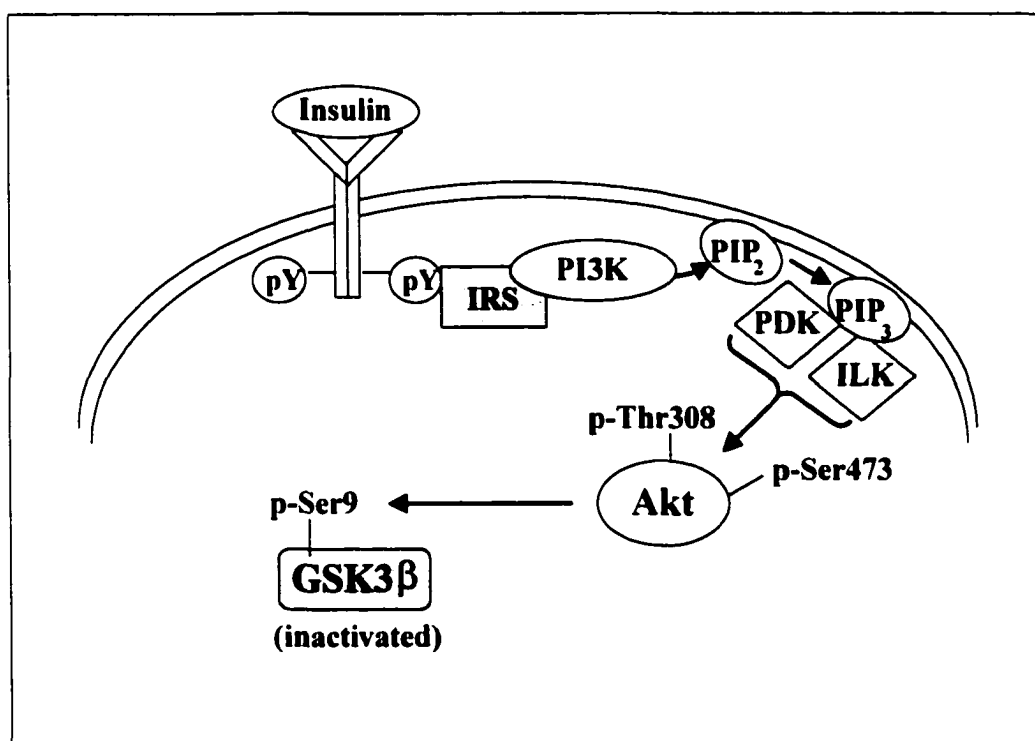 Insulin
pY
pY
IRS
PI3K
PIP2
PIP3
PDK
ILK
p-Thr308
p-Ser473
Akt
p-Ser9
GSK3β
(inactivated)